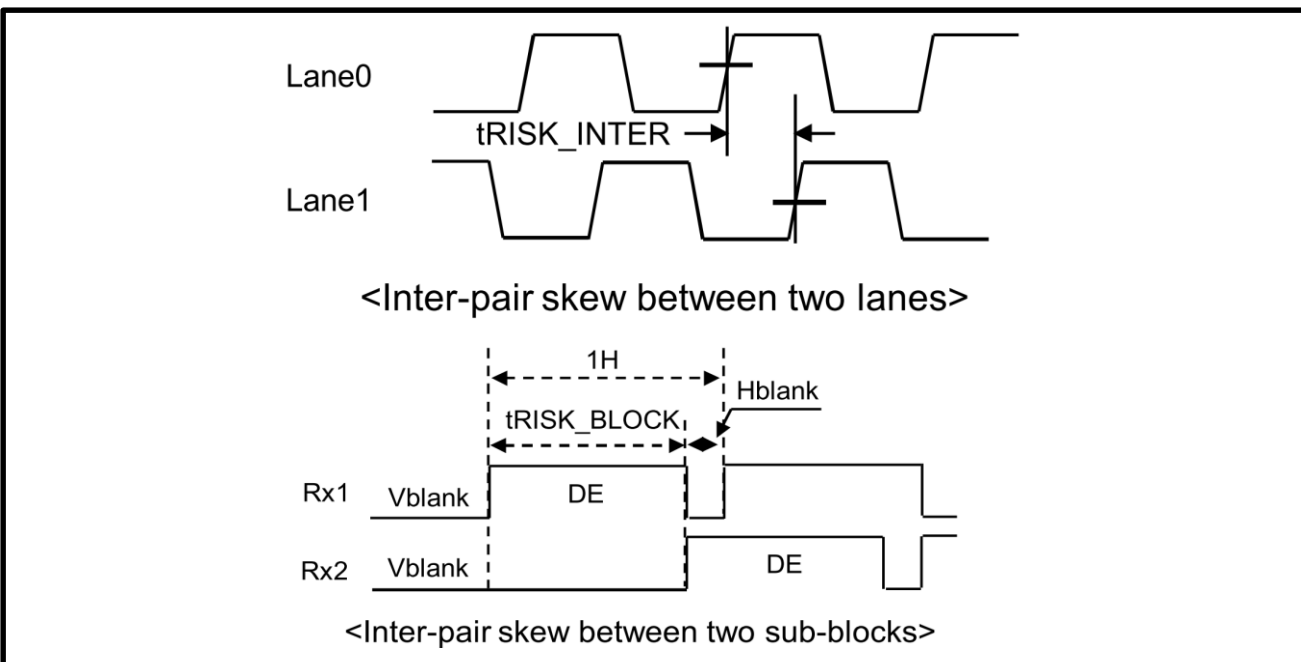 Lane0
tRISK_INTER
Lane1
<Inter-pair skew between two lanes>
1H
Hblank
tRISK_BLOCK
Rx1 Vblank DE
Rx2 Vblank DE
<Inter-pair skew between two sub-blocks>